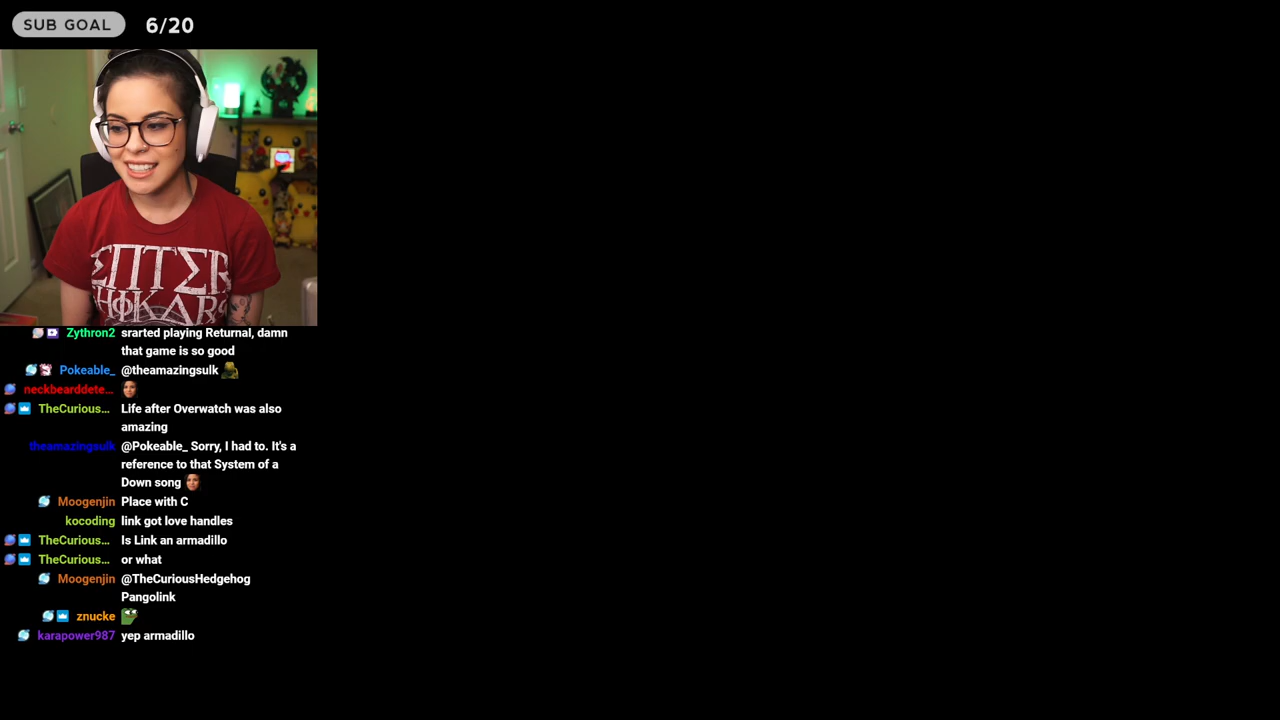 SUB GOAL 6/20
ΣПTΣR
Zythron2 srarted playing Returnal, damn
that game is so good
Pokeable_ @theamazingsulk
neckbearddete...
TheCurious... Life after Overwatch was also
amazing
theamazingsulk @Pokeable_ Sorry, I had to. It's a
reference to that System of a
Down song
Moogenjin Place with C
kocoding link got love handles
TheCurious... Is Link an armadillo
TheCurious... or what
Moogenjin @TheCuriousHedgehog
Pangolink
znucke
karapower987 yep armadillo